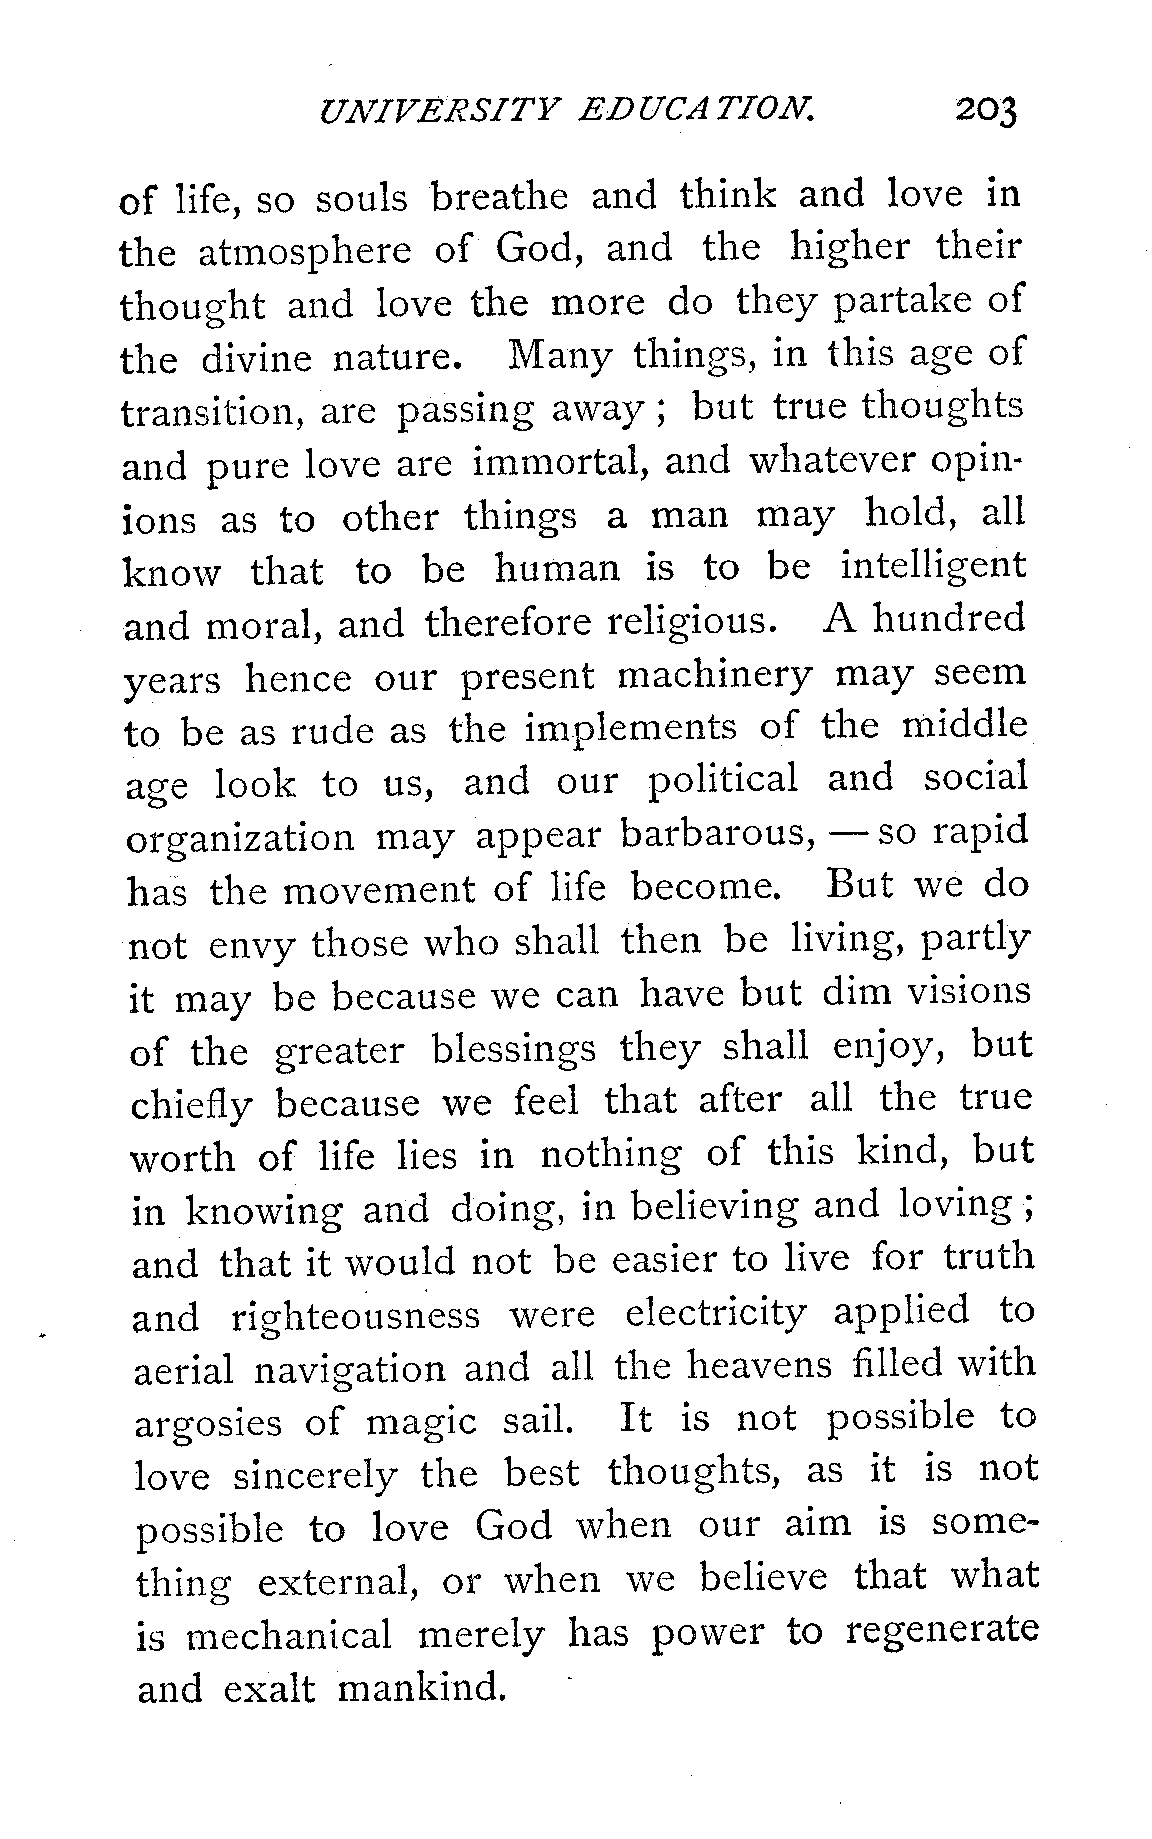 UNIVERSITY EDUCATION. 203
of life, so souls breathe and think and love in
the atmosphere of God, and the higher their
thought and love the more do they partake of
the divine nature. Many things, in this age of
transition, are passing away ; but true thoughts
and pure love are immortal, and whatever opin-
ions as to other things a man may hold, all
know that to be human is to be intelligent
and moral, and therefore religious. A hundred
years hence our present machinery may seem
to be as rude as the implements of the middle
age look to us, and our political and social
organization may appear barbarous, — so rapid
has the movement of life become. But we do
not envy those who shall then be living, partly
it may be because we can have but dim visions
of the greater blessings they shall enjoy, but
chiefly because we feel that after all the true
worth of life lies in nothing of this kind, but
in knowing and doing, in believing and loving ;
and that it would not be easier to live for truth
and righteousness were electricity applied to
aerial navigation and all the heavens filled with
argosies of magic sail. It is not possible to
love sincerely the best thoughts, as it is not
possible to love God when our aim is some-
thing external, or when we believe that what
is mechanical merely has power to regenerate
and exalt mankind.